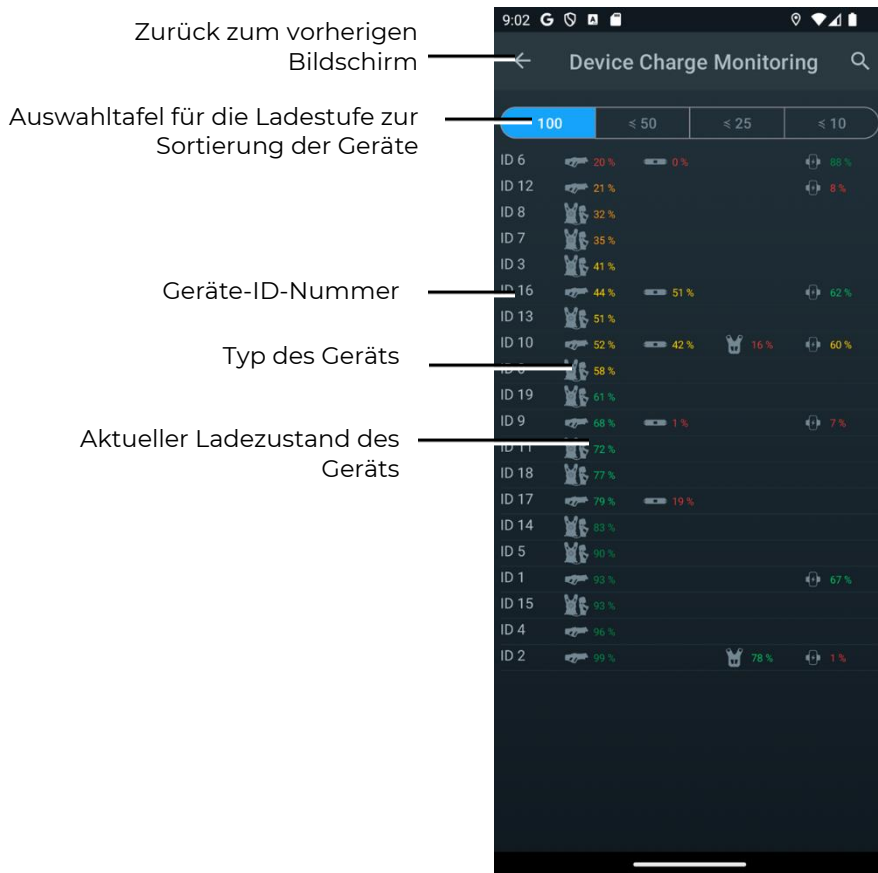 Zurück zum vorherigen
Bildschirm
Auswahltafel für die Ladestufe zur
Sortierung der Geräte
Geräte-ID-Nummer
Typ des Geräts
Aktueller Ladezustand des
Geräts
9:02
Device Charge Monitoring
100 ⩽ 50 ⩽ 25 ⩽ 10
ID 6 20 % 0 % 88 %
ID 12 21 % 8 %
ID 8 32 %
ID 7 35 %
ID 3 41 %
ID 16 44 % 51 % 62 %
ID 13 51 %
ID 10 52 % 42 % 16 % 60 %
58 %
ID 19 61 %
ID 9 68 % 1 % 7 %
ID 11 72 %
ID 18 77 %
ID 17 79 % 19 %
ID 14 83 %
ID 5 90 %
ID 1 93 % 67 %
ID 15 93 %
ID 4 96 %
ID 2 99 % 78 % 1 %